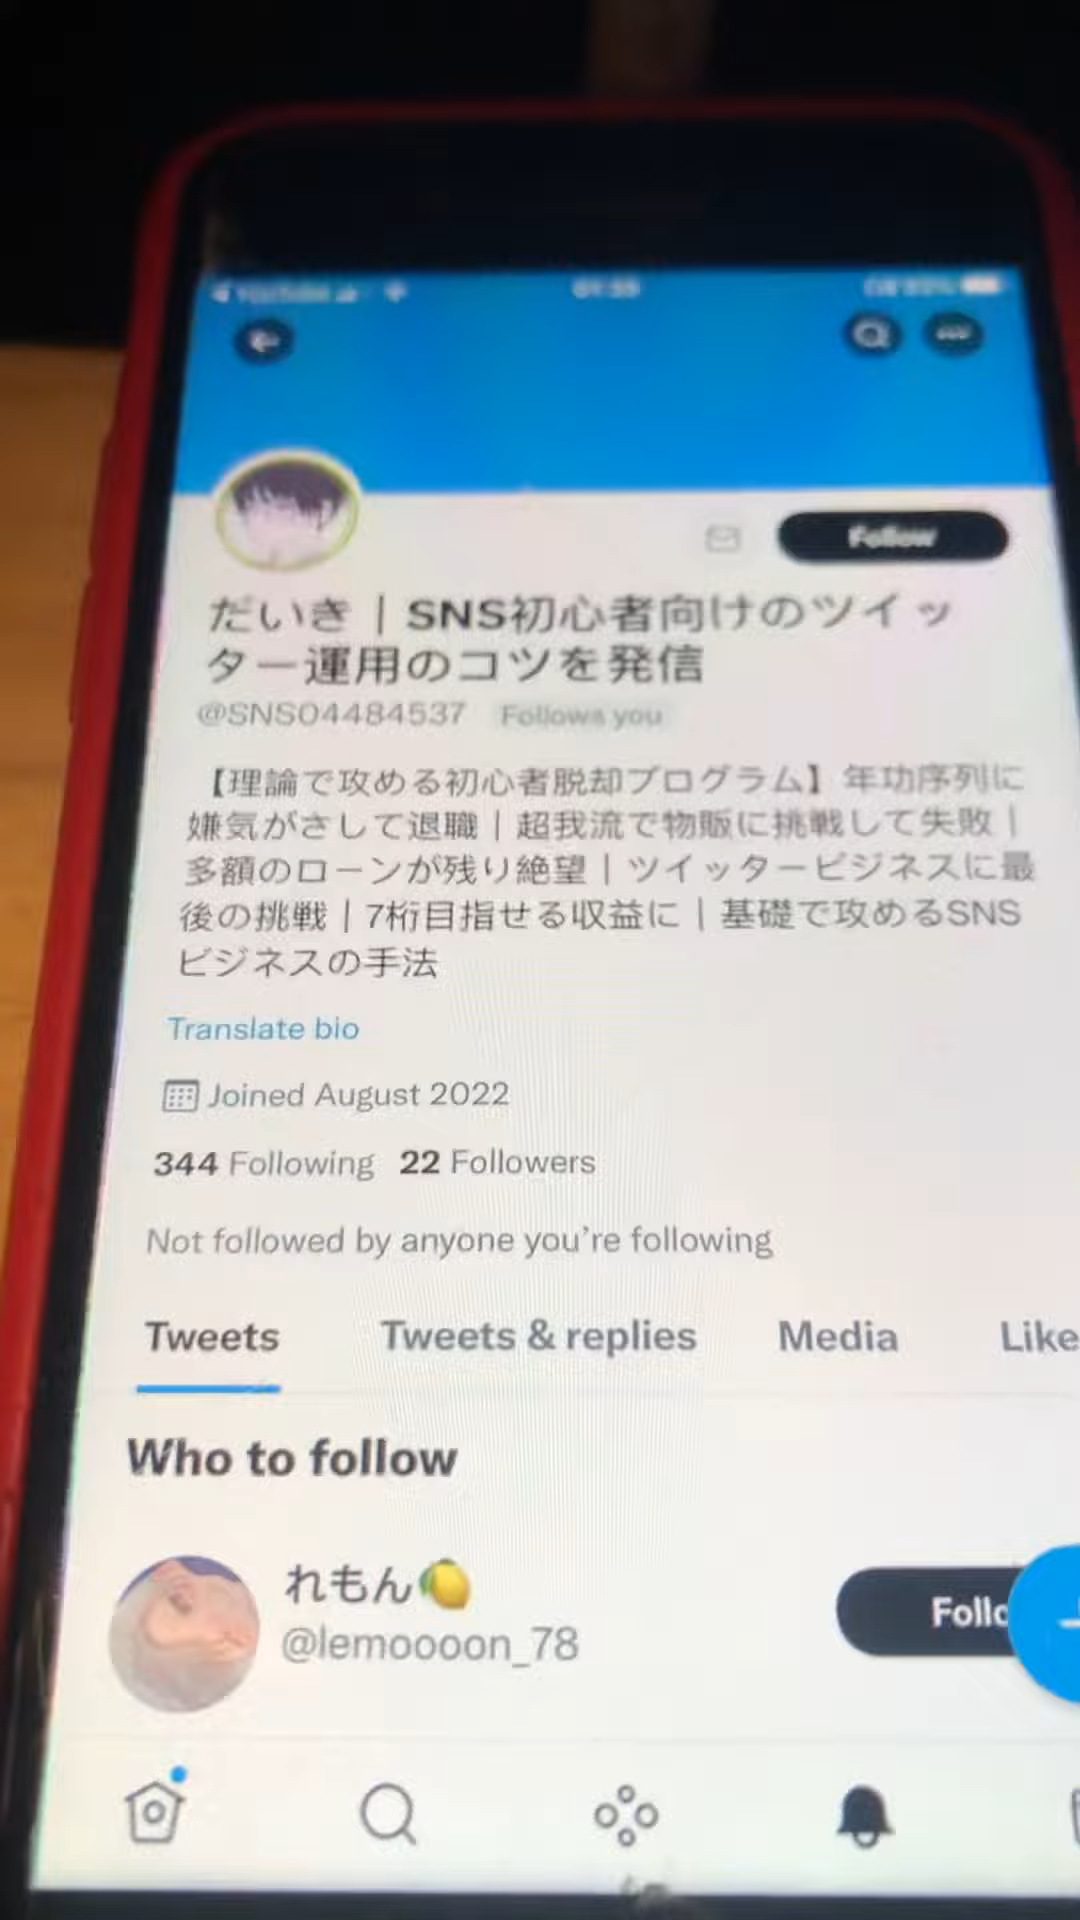 YouTube
Follow
だいき｜SNS初心者向けのツイッ
ター運用のコツを発信
@SNS04484537 Follows you
【理論で攻める初心者脱却プログラム】年功序列に
嫌気がさして退職｜超我流で物販に挑戦して失敗｜
多額のローンが残り絶望｜ツイッタービジネスに最
後の挑戦｜7桁目指せる収益に｜基礎で攻めるSNS
ビジネスの手法
Translate bio
Joined August 2022
344 Following 22 Followers
Not followed by anyone you’re following
Tweets Tweets & replies Media Like
Who to follow
れもん🍋
@lemoooon_78
Follo